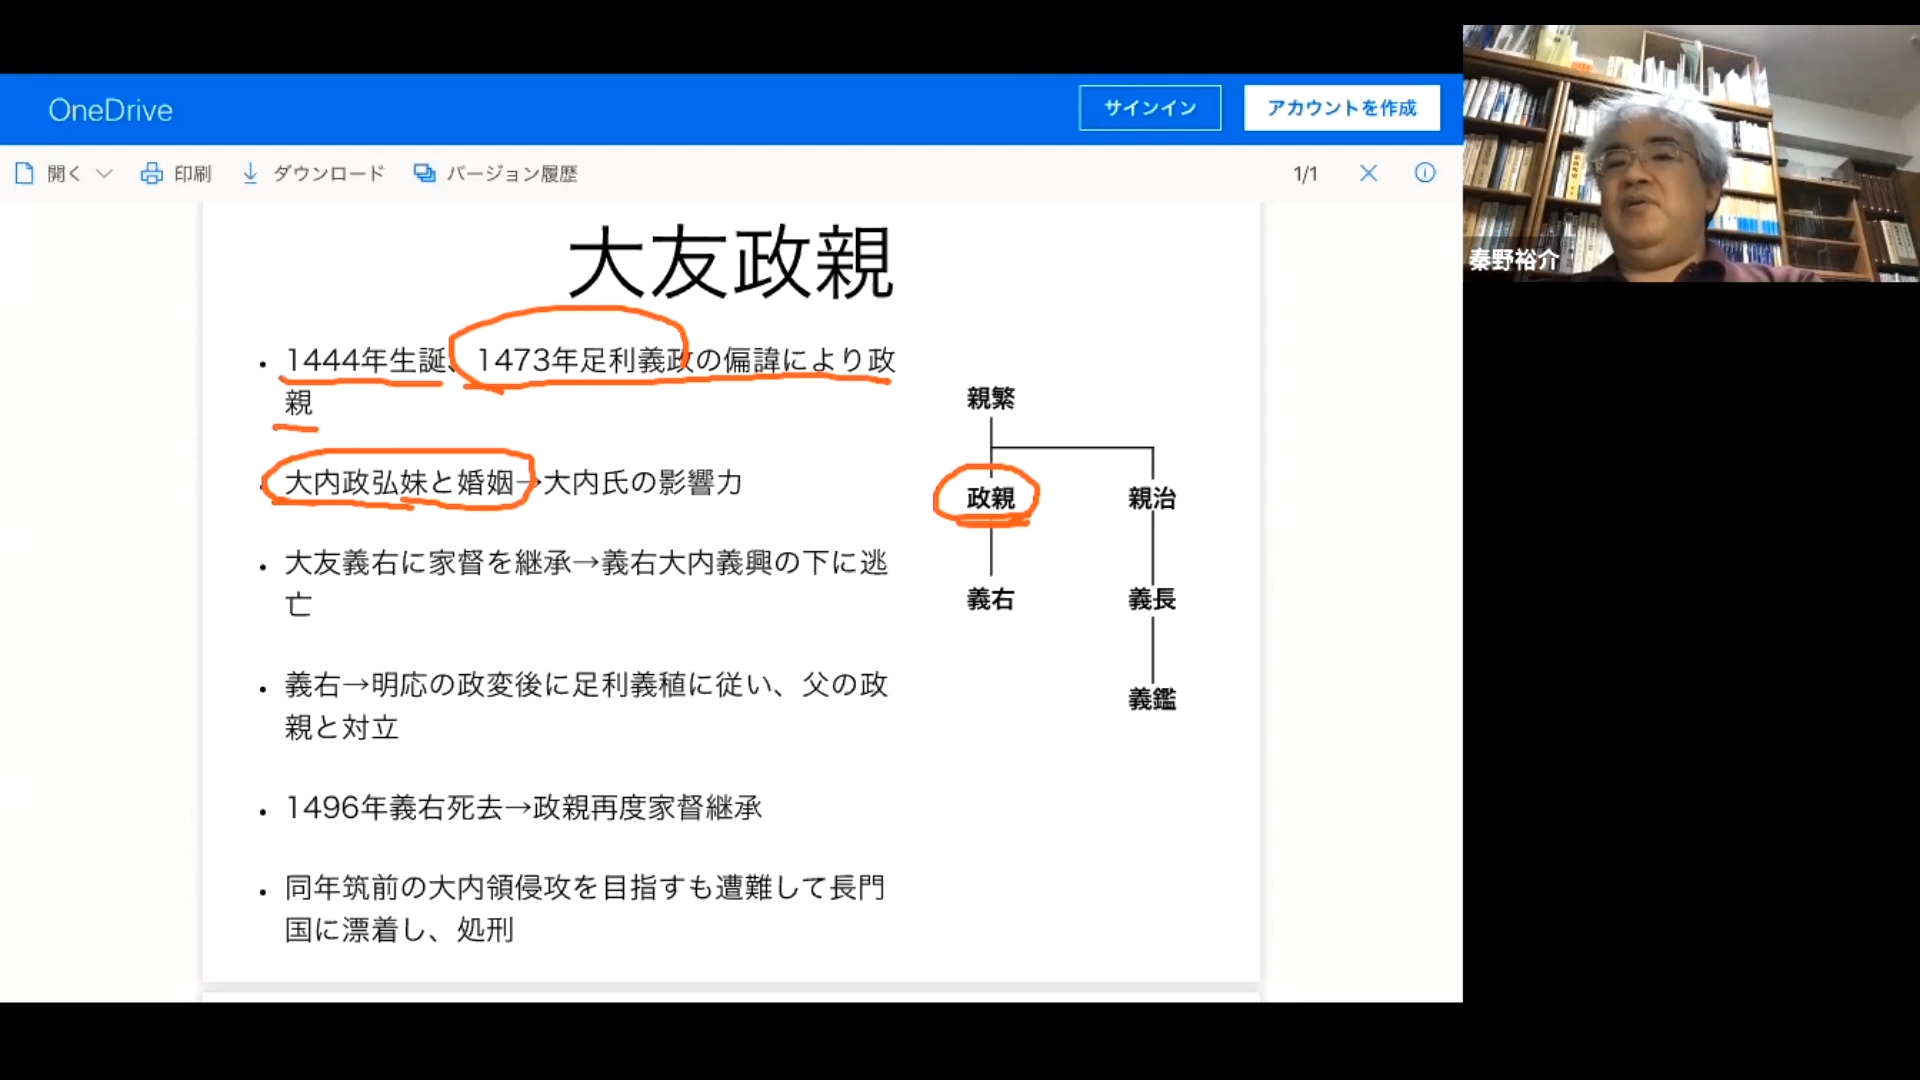 OneDrive
サインイン
アカウントを作成
開く
印刷
ダウンロード
バージョン履歴
1/1
秦野裕介
大友政親
・1444年生誕、1473年足利義政の偏諱により政
親
・大内政弘妹と婚姻→大内氏の影響力
・大友義右に家督を継承→義右大内義興の下に逃
亡
・義右→明応の政変後に足利義稙に従い、父の政
親と対立
・1496年義右死去→政親再度家督継承
・同年筑前の大内領侵攻を目指すも遭難して長門
国に漂着し、処刑
親繁
政親
親治
義右
義長
義鑑